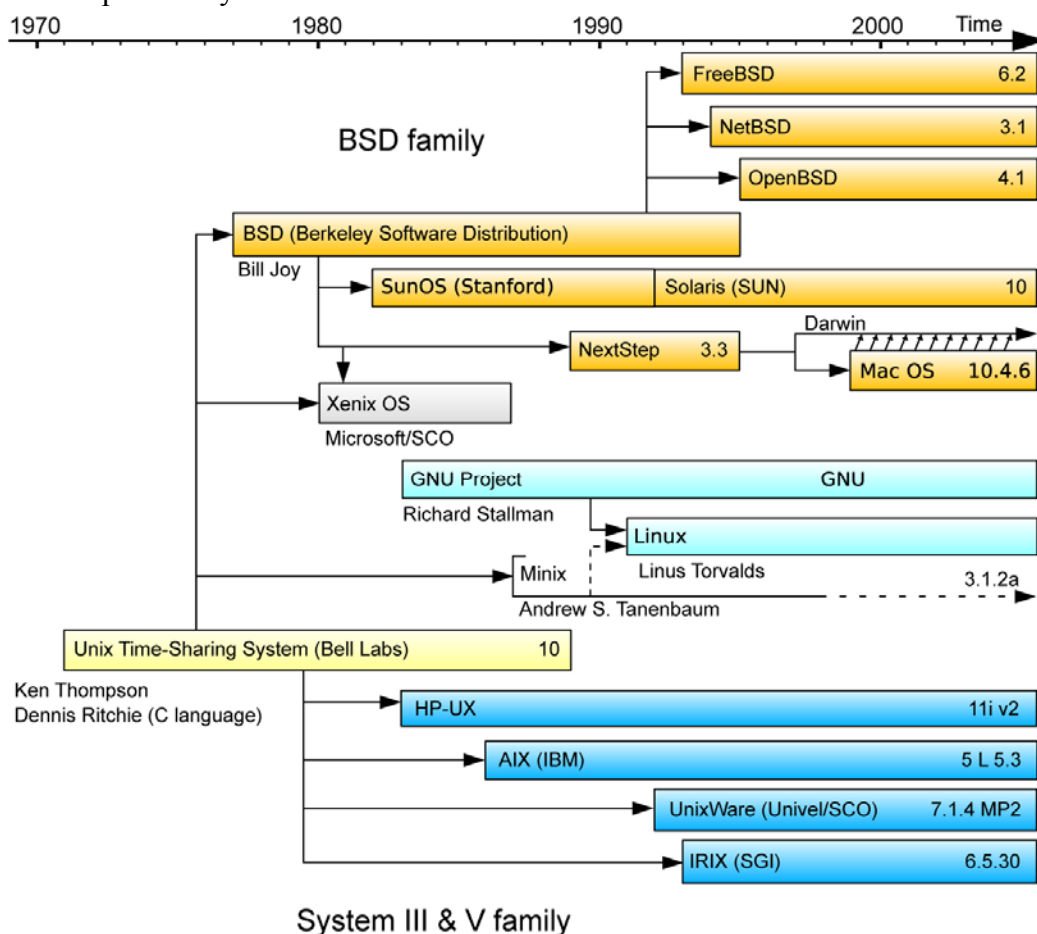 1970 1980 1990 2000 Time
FreeBSD 6.2
NetBSD 3.1
BSD family
OpenBSD 4.1
BSD (Berkeley Software Distribution)
Bill Joy
SunOS (Stanford) Solaris (SUN) 10
Darwin
NextStep 3.3
Mac OS 10.4.6
Xenix OS
Microsoft/SCO
GNU Project GNU
Richard Stallman
Linux
Linus Torvalds
Minix 3.1.2a
Andrew S. Tanenbaum
Unix Time-Sharing System (Bell Labs) 10
Ken Thompson
Dennis Ritchie (C language)
HP-UX 11i v2
AIX (IBM) 5 L 5.3
UnixWare (Univel/SCO) 7.1.4 MP2
IRIX (SGI) 6.5.30
System III & V family